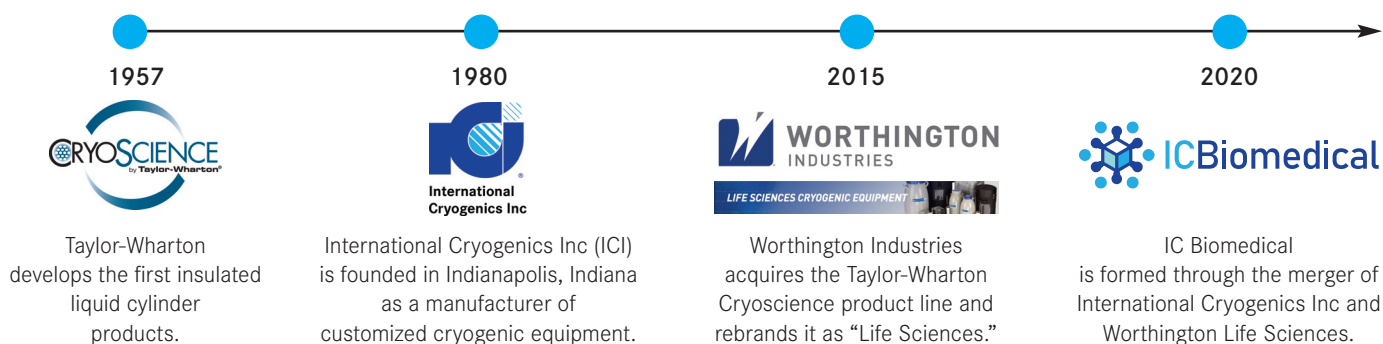 1957
CRYOSCIENCE
by Taylor-Wharton®
Taylor-Wharton
develops the first insulated
liquid cylinder
products.
1980
ICI
International
Cryogenics Inc
International Cryogenics Inc (ICI)
is founded in Indianapolis, Indiana
as a manufacturer of
customized cryogenic equipment.
2015
WORTHINGTON
INDUSTRIES
LIFE SCIENCES CRYOGENIC EQUIPMENT
Worthington Industries
acquires the Taylor-Wharton
Cryoscience product line and
rebrands it as “Life Sciences.”
2020
ICBiomedical
IC Biomedical
is formed through the merger of
International Cryogenics Inc and
Worthington Life Sciences.